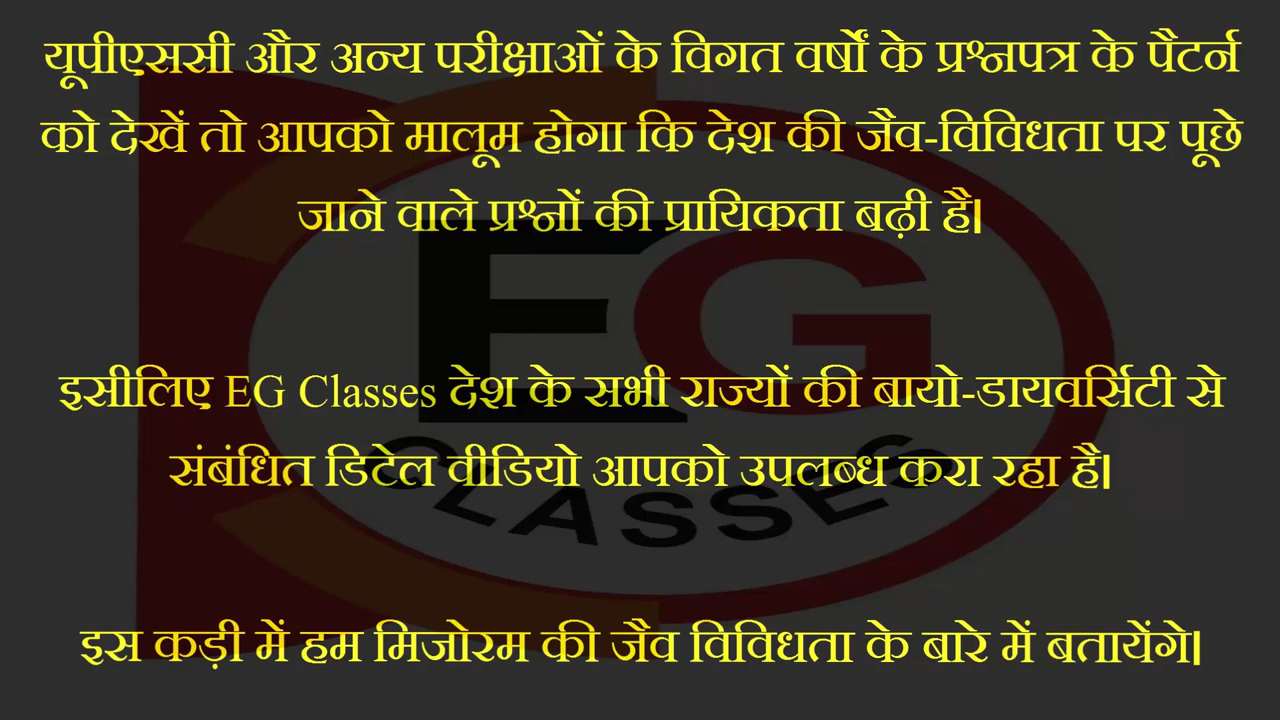 यूपीएससी और अन्य परीक्षाओं के विगत वर्षों के प्रश्नपत्र के पैटर्न
को देखें तो आपको मालूम होगा कि देश की जैव-विविधता पर पूछे
जाने वाले प्रश्नों की प्रायिकता बढ़ी है।
इसीलिए EG Classes देश के सभी राज्यों की बायो-डायवर्सिटी से
संबंधित डिटेल वीडियो आपको उपलब्ध करा रहा है।
इस कड़ी में हम मिजोरम की जैव विविधता के बारे में बतायेंगे।
EG
CLASSES